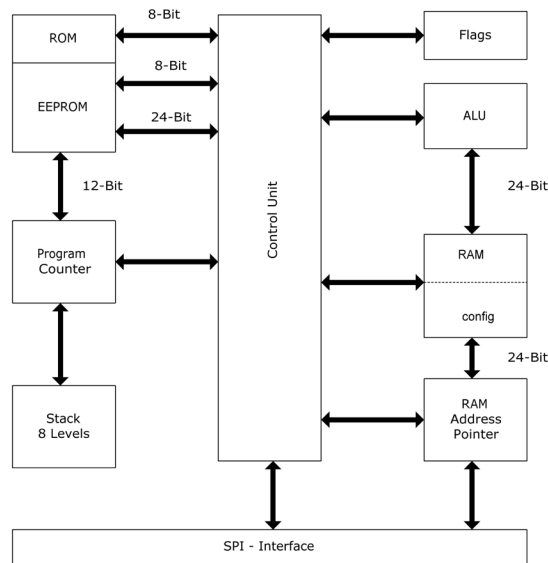 8-Bit
ROM
Flags
8-Bit
EEPROM
24-Bit
ALU
12-Bit
24-Bit
Control Unit
Program
Counter
RAM
config
24-Bit
Stack
8 Levels
RAM
Address
Pointer
SPI - Interface